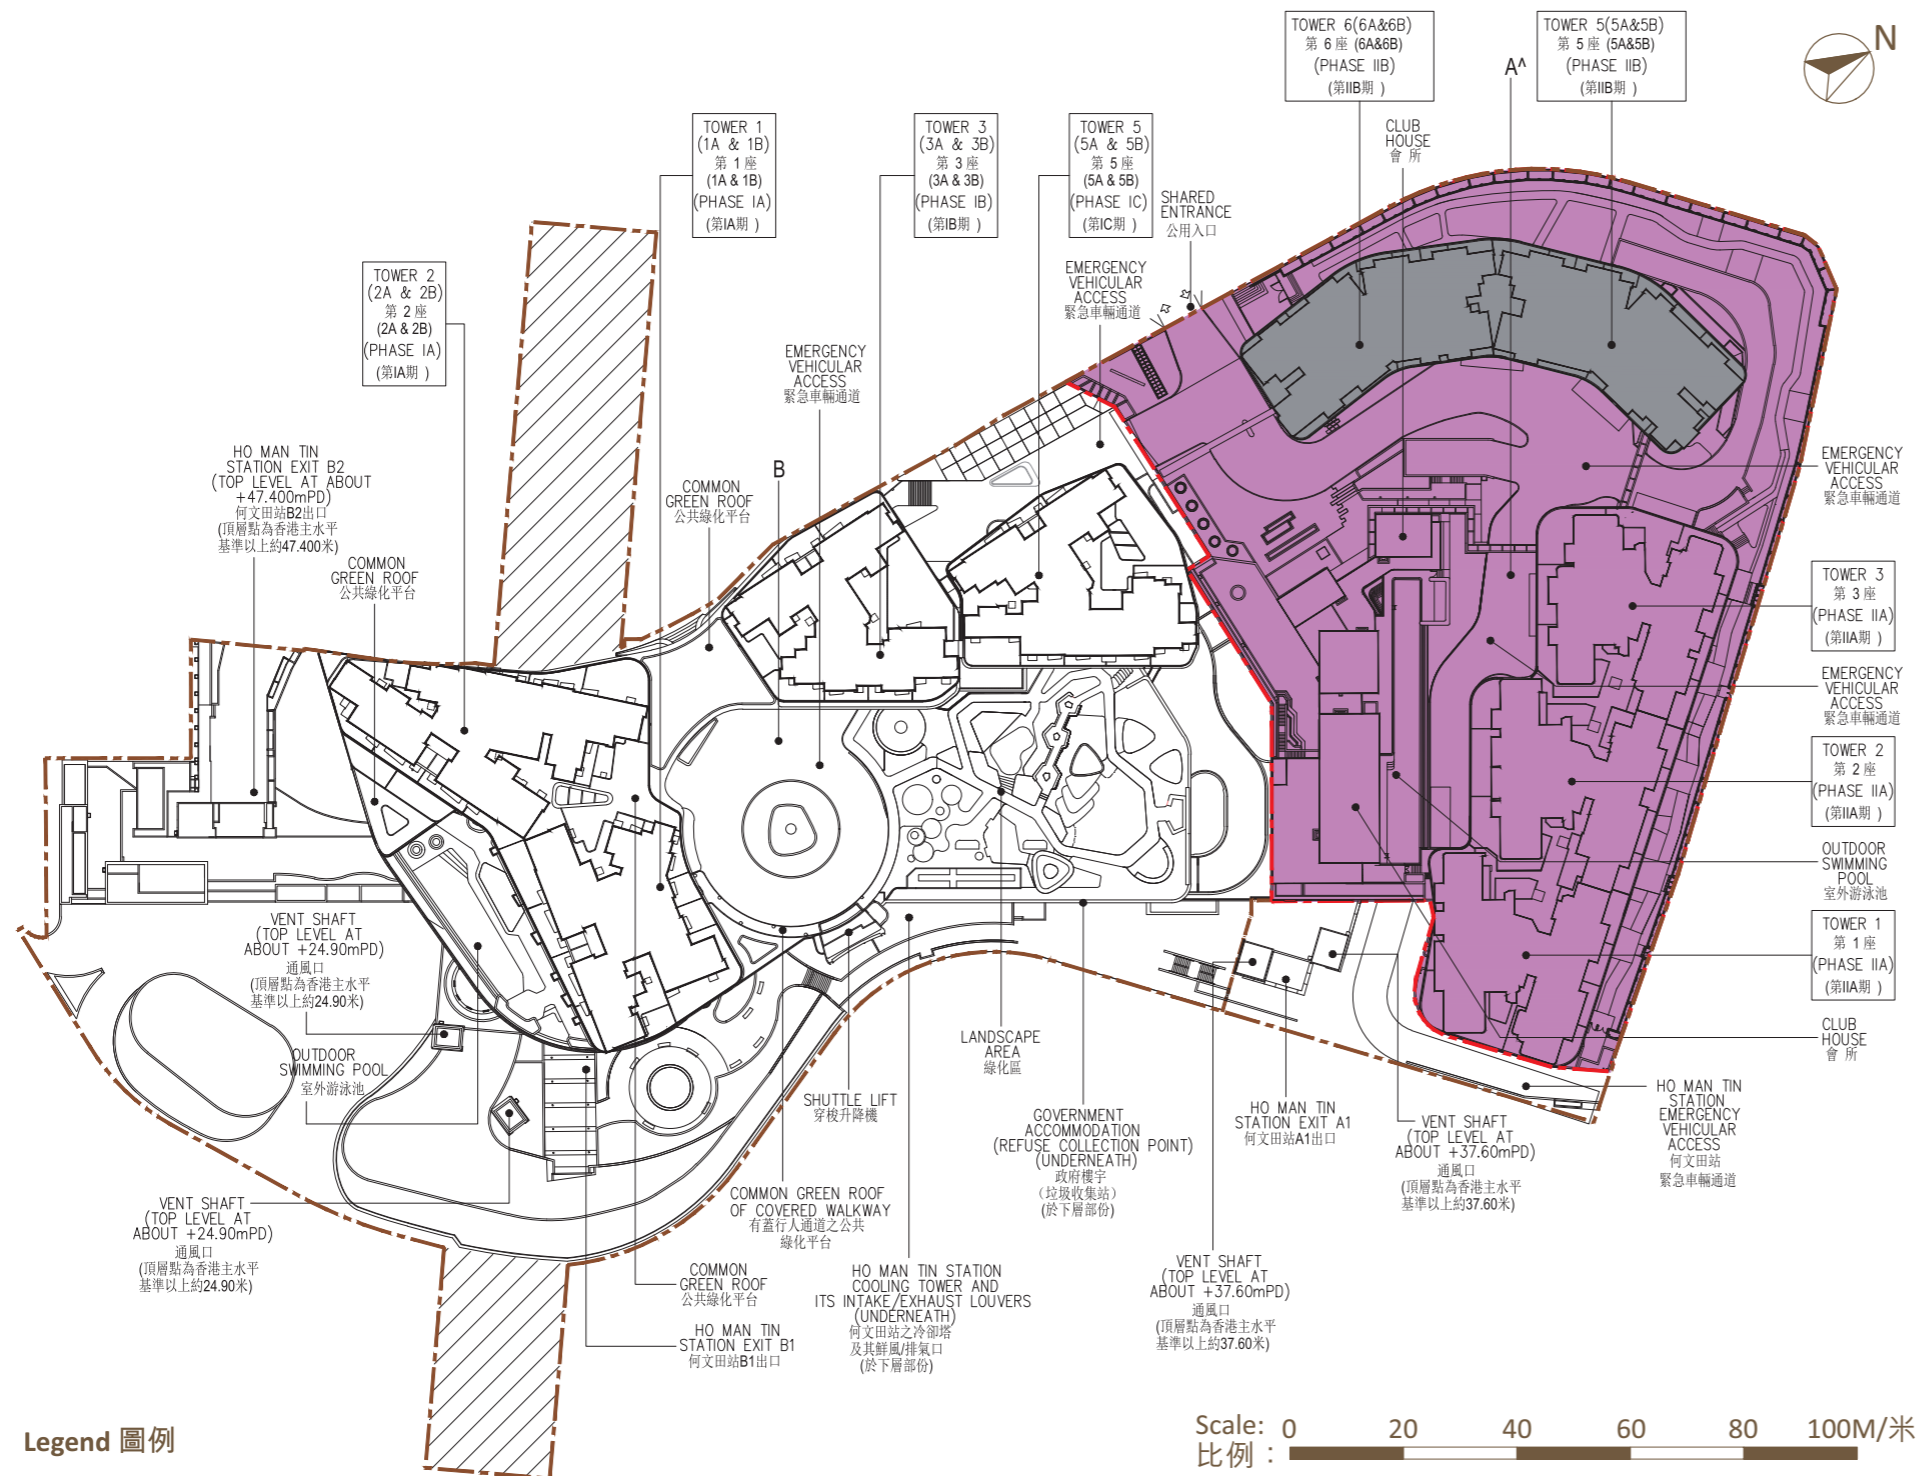 TOWER 6(6A&6B)
第 6 座 (6A&6B)
(PHASE IIB)
(第IIB期 )
A^
TOWER 5(5A&5B)
第 5 座 (5A&5B)
(PHASE IIB)
(第IIB期 )
N
CLUB
HOUSE
會 所
TOWER 1
(1A & 1B)
第 1 座
(1A & 1B)
(PHASE IA)
(第IA期 )
TOWER 3
(3A & 3B)
第 3 座
(3A & 3B)
(PHASE IB)
(第IB期 )
TOWER 5
(5A & 5B)
第 5 座
(5A & 5B)
(PHASE IC)
(第IC期 )
SHARED
ENTRANCE
公用入口
TOWER 2
(2A & 2B)
第 2 座
(2A & 2B)
(PHASE IA)
(第IA期 )
EMERGENCY
VEHICULAR
ACCESS
緊急車輛通道
EMERGENCY
VEHICULAR
ACCESS
緊急車輛通道
HO MAN TIN
STATION EXIT B2
(TOP LEVEL AT ABOUT
+47.400mPD)
何文田站B2出口
(頂層點為香港主水平
基準以上約47.400米)
COMMON
GREEN ROOF
公共綠化平台
COMMON
GREEN ROOF
公共綠化平台
B
EMERGENCY
VEHICULAR
ACCESS
緊急車輛通道
TOWER 3
第 3 座
(PHASE IIA)
(第IIA期 )
EMERGENCY
VEHICULAR
ACCESS
緊急車輛通道
TOWER 2
第 2 座
(PHASE IIA)
(第IIA期 )
OUTDOOR
SWIMMING
POOL
室外游泳池
TOWER 1
第 1 座
(PHASE IIA)
(第IIA期 )
CLUB
HOUSE
會 所
VENT SHAFT
(TOP LEVEL AT
ABOUT +24.90mPD)
通風口
(頂層點為香港主水平
基準以上約24.90米)
OUTDOOR
SWIMMING POOL
室外游泳池
VENT SHAFT
(TOP LEVEL AT
ABOUT +24.90mPD)
通風口
(頂層點為香港主水平
基準以上約24.90米)
SHUTTLE LIFT
穿梭升降機
LANDSCAPE
AREA
綠化區
GOVERNMENT
ACCOMMODATION
(REFUSE COLLECTION POINT)
(UNDERNEATH)
政府樓宇
(垃圾收集站)
(於下層部份)
HO MAN TIN
STATION EXIT A1
何文田站A1出口
VENT SHAFT
(TOP LEVEL AT
ABOUT +37.60mPD)
通風口
(頂層點為香港主水平
基準以上約37.60米)
HO MAN TIN
STATION
EMERGENCY
VEHICULAR
ACCESS
何文田站
緊急車輛通道
COMMON GREEN ROOF
OF COVERED WALKWAY
有蓋行人通道之公共
綠化平台
COMMON
GREEN ROOF
公共綠化平台
HO MAN TIN
STATION EXIT B1
何文田站B1出口
HO MAN TIN STATION
COOLING TOWER AND
ITS INTAKE/EXHAUST LOUVERS
(UNDERNEATH)
何文田站之冷卻塔
及其鮮風/排氣口
(於下層部份)
VENT SHAFT
(TOP LEVEL AT
ABOUT +37.60mPD)
通風口
(頂層點為香港主水平
基準以上約37.60米)
Legend 圖例
Scale: 0 20 40 60 80 100M/米
比例 :